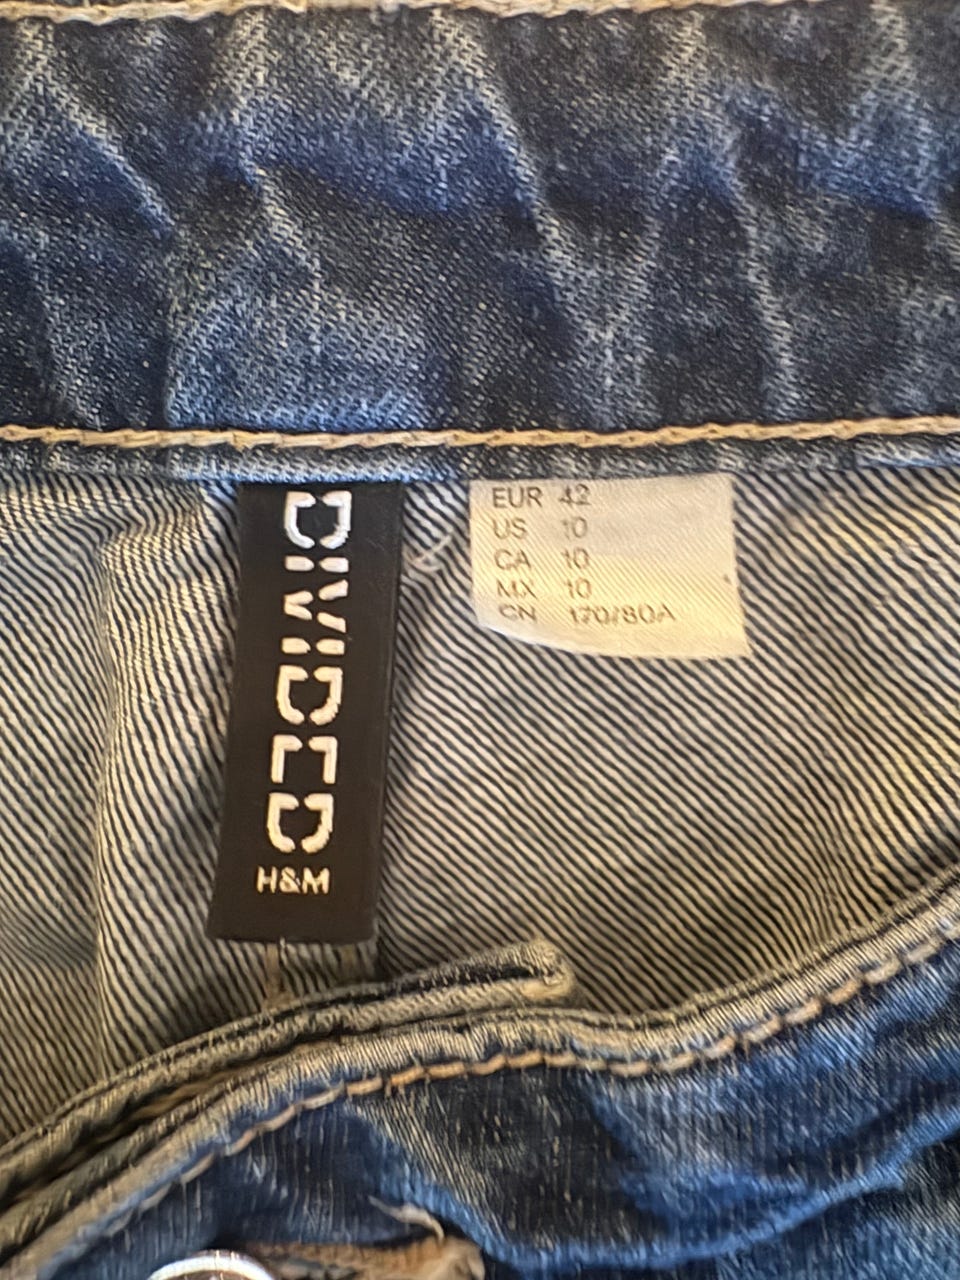 DIVIDED
H&M
EUR 42
US 10
CA 10
MX 10
CN 170/80A